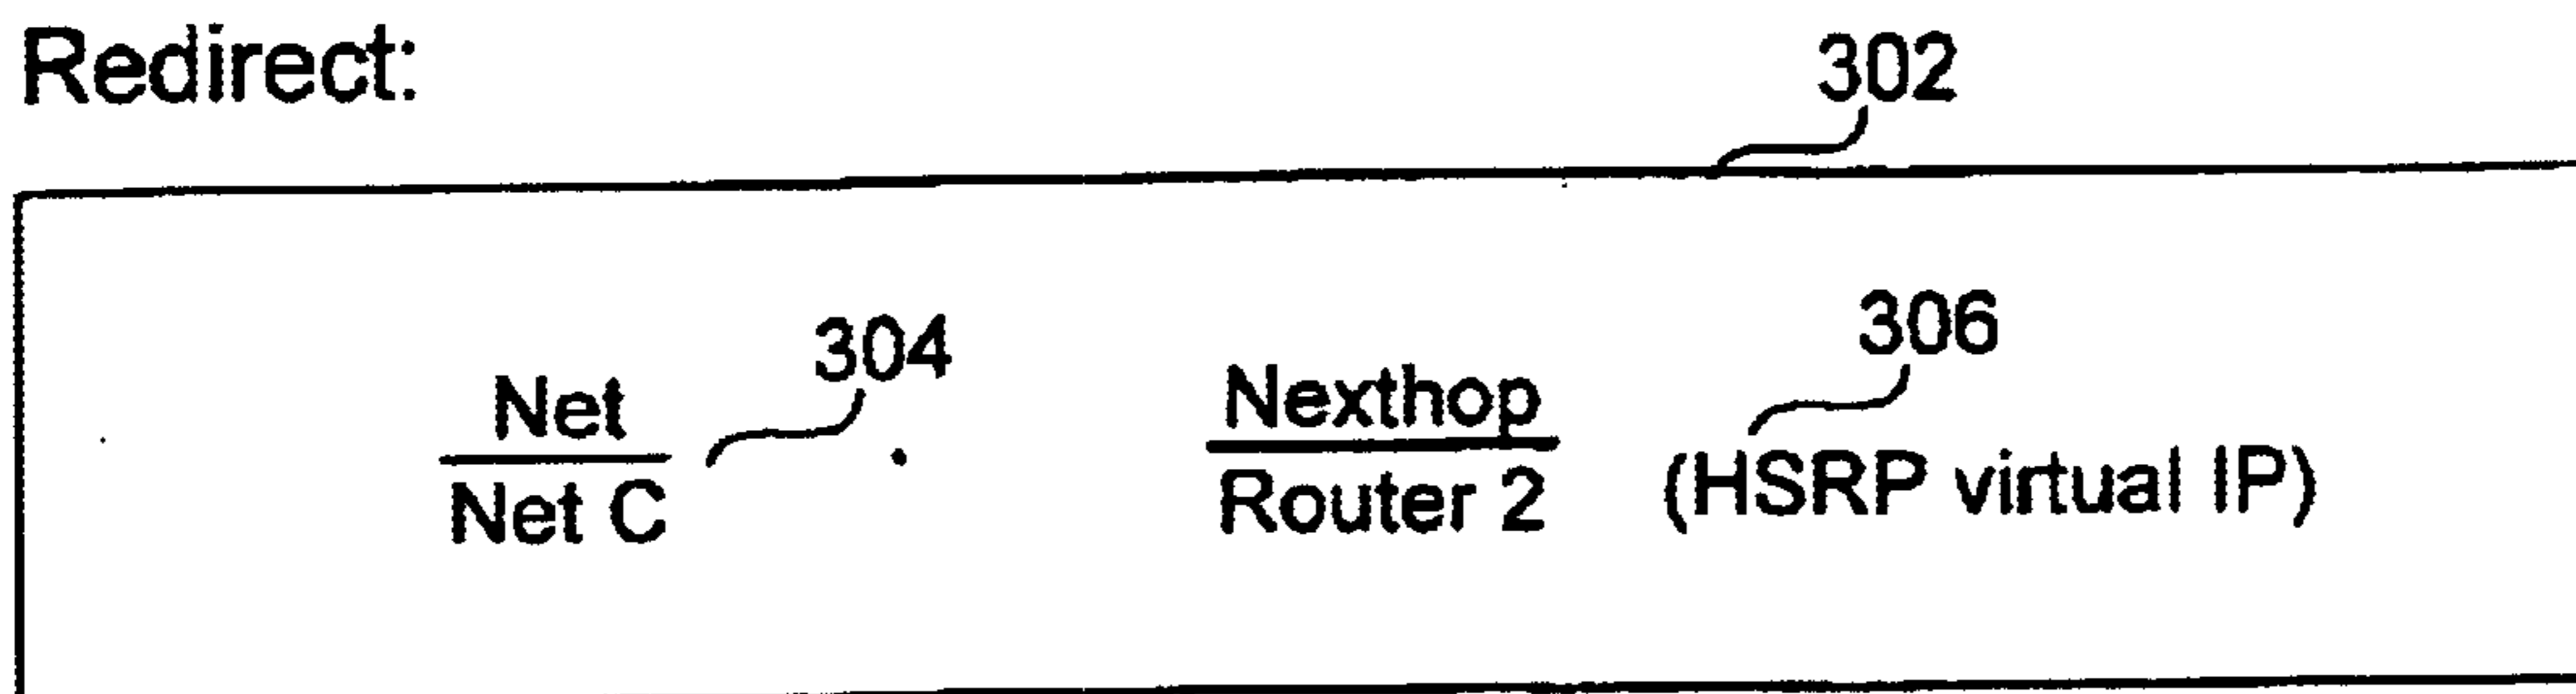 Redirect:
302
304
306
Net
Nexthop
Net C
Router 2 (HSRP virtual IP)